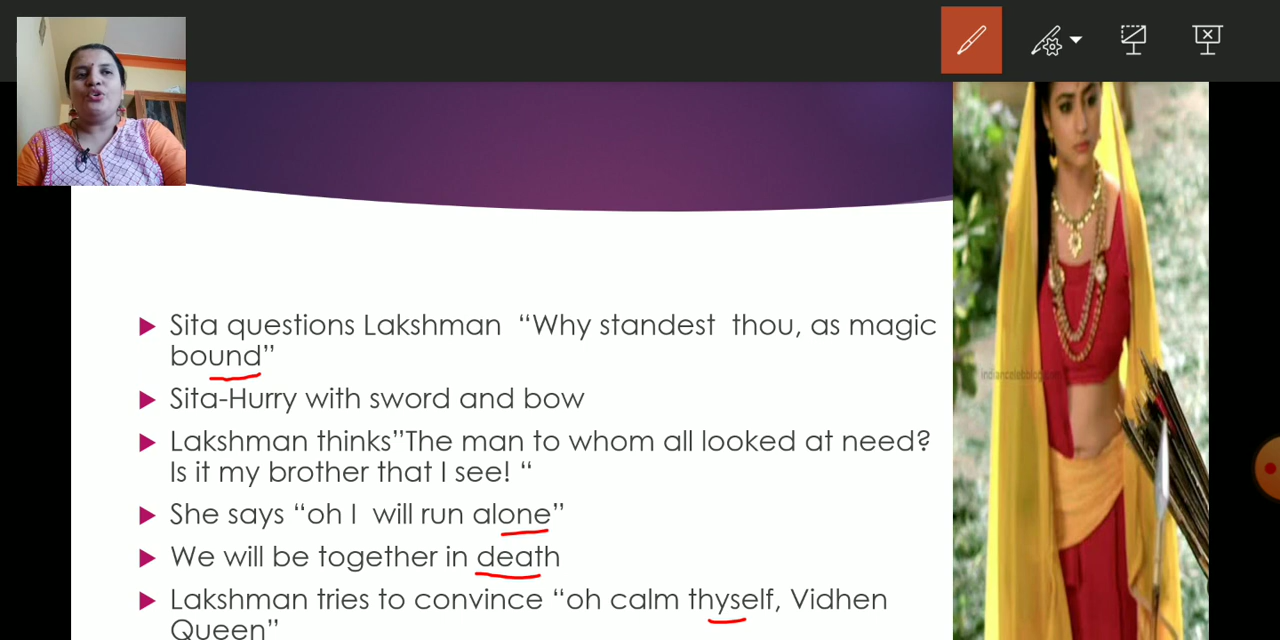 Sita questions Lakshman “Why standest thou, as magic
bound”
Sita-Hurry with sword and bow
Lakshman thinks”The man to whom all looked at need?
Is it my brother that I see! “
She says “oh I will run alone”
We will be together in death
Lakshman tries to convince “oh calm thyself, Vidhen
Queen”